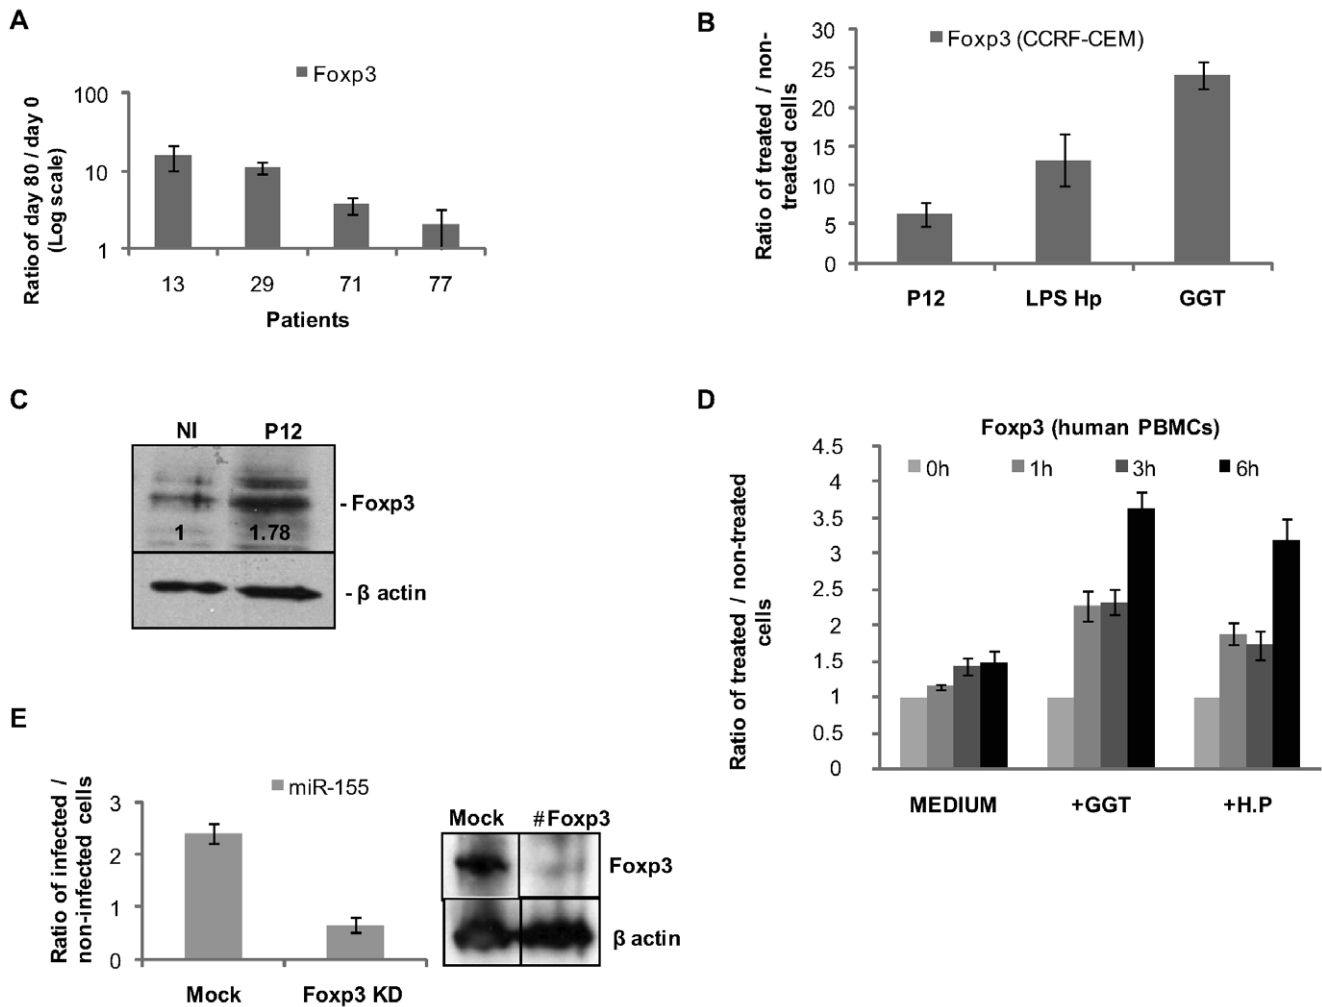 A
Foxp3
Ratio of day 80 / day 0
(Log scale)
100
10
1
13 29 71 77
Patients
B
Foxp3 (CCRF-CEM)
Ratio of treated / non-
treated cells
30
25
20
15
10
5
0
P12 LPS Hp GGT
C
NI P12
- Foxp3
1 1.78
- β actin
D
Foxp3 (human PBMCs)
0h 1h 3h 6h
Ratio of treated / non-treated
cells
4.5
4
3.5
3
2.5
2
1.5
1
0.5
0
MEDIUM +GGT +H.P
E
miR-155
Ratio of infected /
non-infected cells
3
2
1
0
Mock Foxp3 KD
Mock #Foxp3
Foxp3
β actin